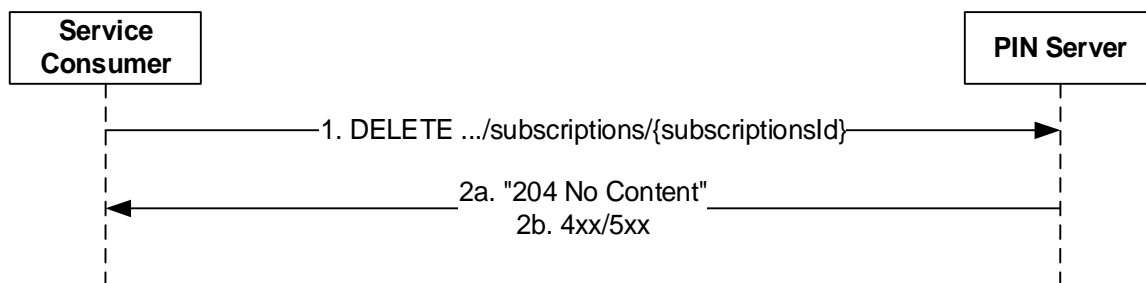 Service
Consumer
PIN Server
1. DELETE .../subscriptions/{subscriptionsId}
2a. "204 No Content"
2b. 4xx/5xx